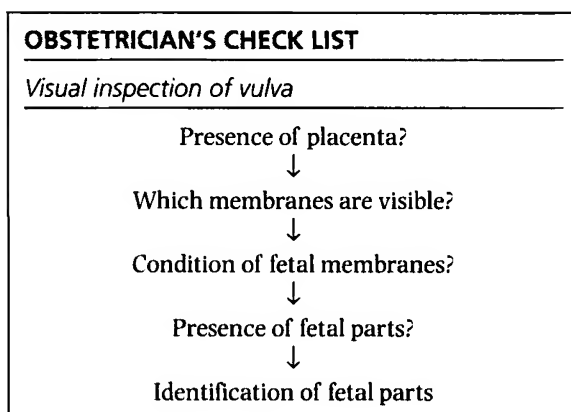 OBSTETRICIAN'S CHECK LIST
Visual inspection of vulva
Presence of placenta?
↓
Which membranes are visible?
↓
Condition of fetal membranes?
↓
Presence of fetal parts?
↓
Identification of fetal parts